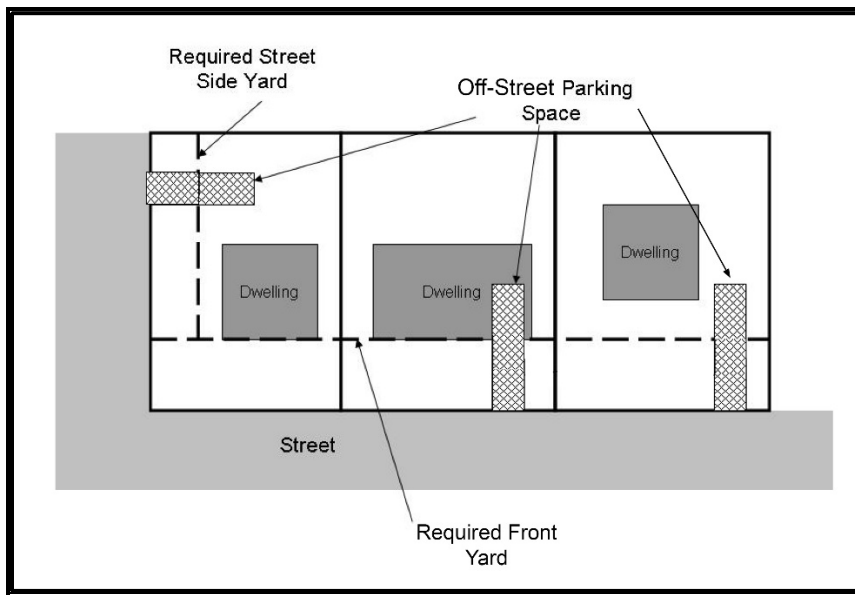 Required Street
Side Yard
Off-Street Parking
Space
Dwelling
Dwelling
Dwelling
Street
Required Front
Yard